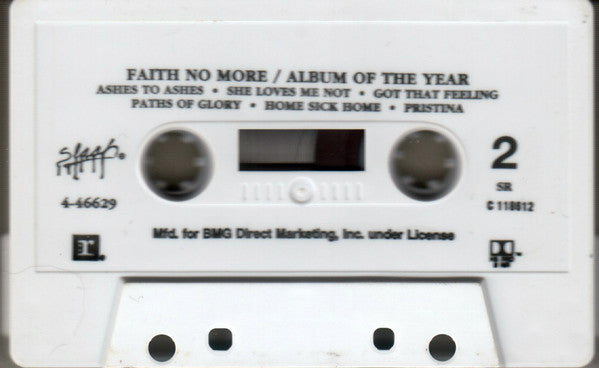 FAITH NO MORE / ALBUM OF THE YEAR
ASHES TO ASHES • SHE LOVES ME NOT • GOT THAT FEELING
PATHS OF GLORY • HOME SICK HOME • PRISTINA
Slash®
4-46629
2
SR
C 118612
r®
Mfd. for BMG Direct Marketing, Inc. under License